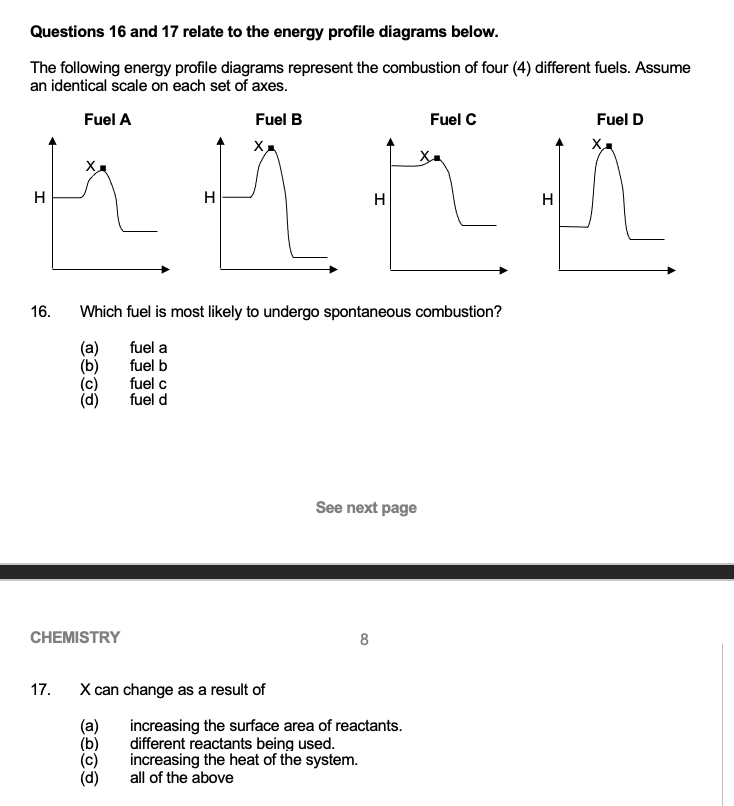 Questions 16 and 17 relate to the energy profile diagrams below.
The following energy profile diagrams represent the combustion of four (4) different fuels. Assume
an identical scale on each set of axes.
Fuel A Fuel B Fuel C Fuel D
X X X X
H H H H
16. Which fuel is most likely to undergo spontaneous combustion?
(a) fuel a
(b) fuel b
(c) fuel c
(d) fuel d
See next page
CHEMISTRY 8
17. X can change as a result of
(a) increasing the surface area of reactants.
(b) different reactants being used.
(c) increasing the heat of the system.
(d) all of the above